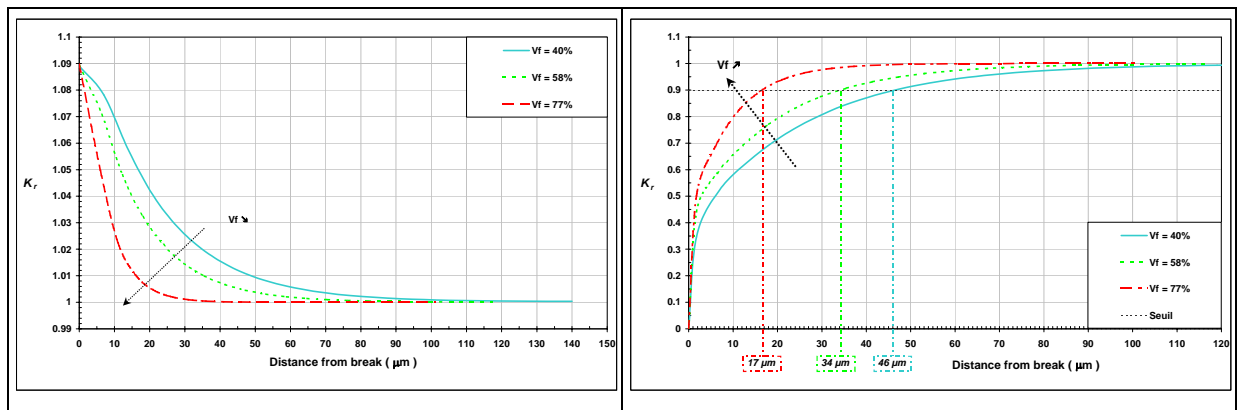 1.1
1.09
1.08
1.07
1.06
1.05
1.04
1.03
1.02
1.01
1
0.99
Kr
Vf = 40%
Vf = 58%
Vf = 77%
Vf ↘
0 10 20 30 40 50 60 70 80 90 100 110 120 130 140 150
Distance from break ( μm )
1.1
1
0.9
0.8
0.7
0.6
0.5
0.4
0.3
0.2
0.1
0
Kr
Vf ↗
Vf = 40%
Vf = 58%
Vf = 77%
Seuil
0 10 20 30 40 50 60 70 80 90 100 110 120
17 μm
34 μm
46 μm
Distance from break ( μm )